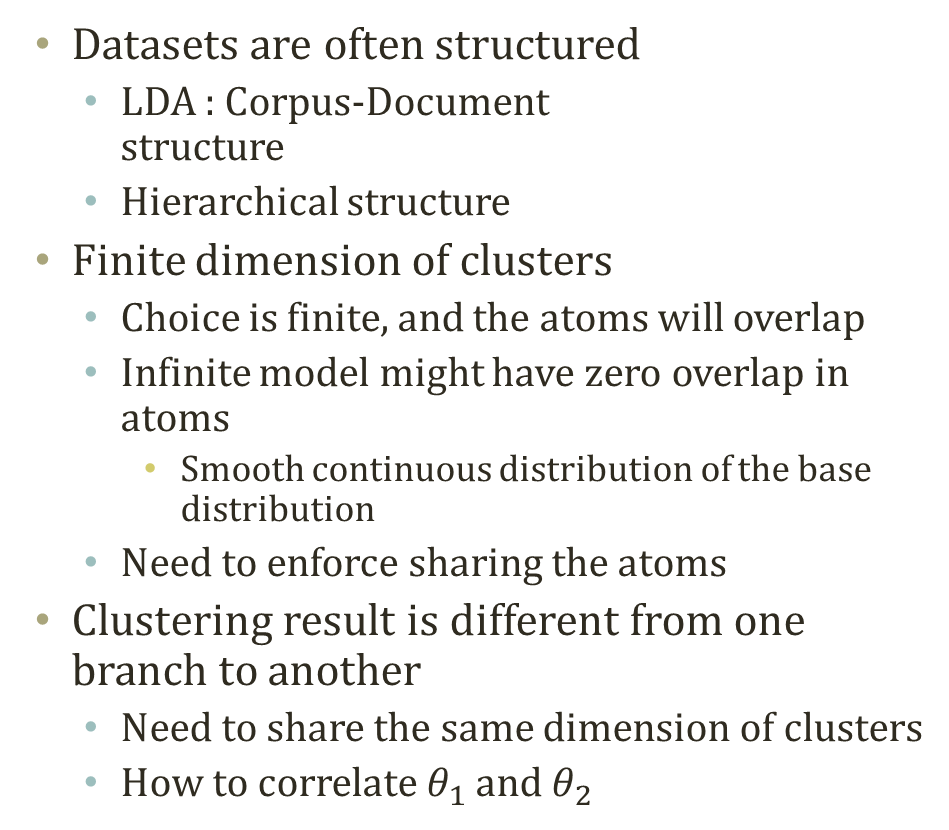 • Datasets are often structured
• LDA : Corpus-Document
structure
• Hierarchical structure
• Finite dimension of clusters
• Choice is finite, and the atoms will overlap
• Infinite model might have zero overlap in
atoms
• Smooth continuous distribution of the base
distribution
• Need to enforce sharing the atoms
• Clustering result is different from one
branch to another
• Need to share the same dimension of clusters
• How to correlate θ₁ and θ₂